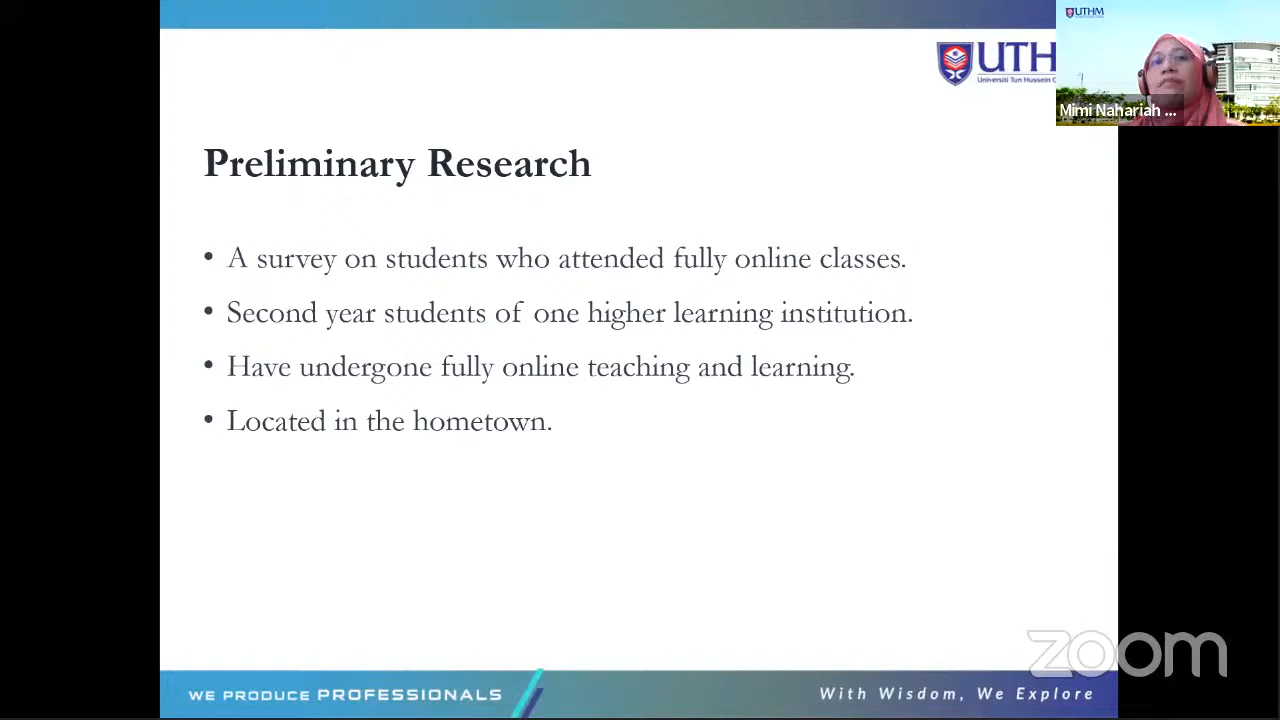 UTHM
UTH
Universiti Tun Hussein
Mimi Nahariah ...
Preliminary Research
• A survey on students who attended fully online classes.
• Second year students of one higher learning institution.
• Have undergone fully online teaching and learning.
• Located in the hometown.
zoom
WE PRODUCE PROFESSIONALS
With Wisdom, We Explore